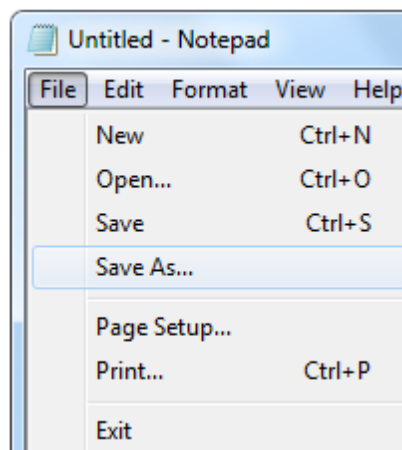 Untitled - Notepad
File Edit Format View Help
New Ctrl+N
Open... Ctrl+O
Save Ctrl+S
Save As...
Page Setup...
Print... Ctrl+P
Exit